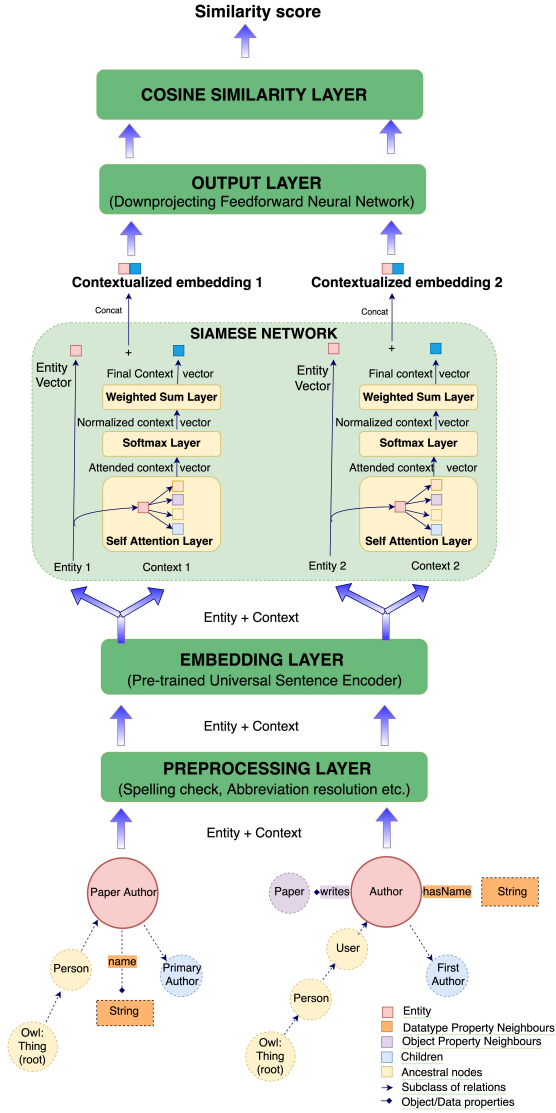 Similarity score
COSINE SIMILARITY LAYER
OUTPUT LAYER
(Downprojecting Feedforward Neural Network)
Contextualized embedding 1
Contextualized embedding 2
Concat
Concat
SIAMESE NETWORK
Entity
Vector
+
Final Context vector
Weighted Sum Layer
Normalized context vector
Softmax Layer
Attended context vector
Self Attention Layer
Entity 1
Context 1
Entity
Vector
+
Final Context vector
Weighted Sum Layer
Normalized context vector
Softmax Layer
Attended context vector
Self Attention Layer
Entity 2
Context 2
Entity + Context
EMBEDDING LAYER
(Pre-trained Universal Sentence Encoder)
Entity + Context
PREPROCESSING LAYER
(Spelling check, Abbreviation resolution etc.)
Entity + Context
Paper Author
Person
name
Primary
Author
String
Owl:
Thing
(root)
Paper
writes
Author
hasName
String
User
First
Author
Person
Owl:
Thing
(root)
Entity
Datatype Property Neighbours
Object Property Neighbours
Children
Ancestral nodes
Subclass of relations
Object/Data properties